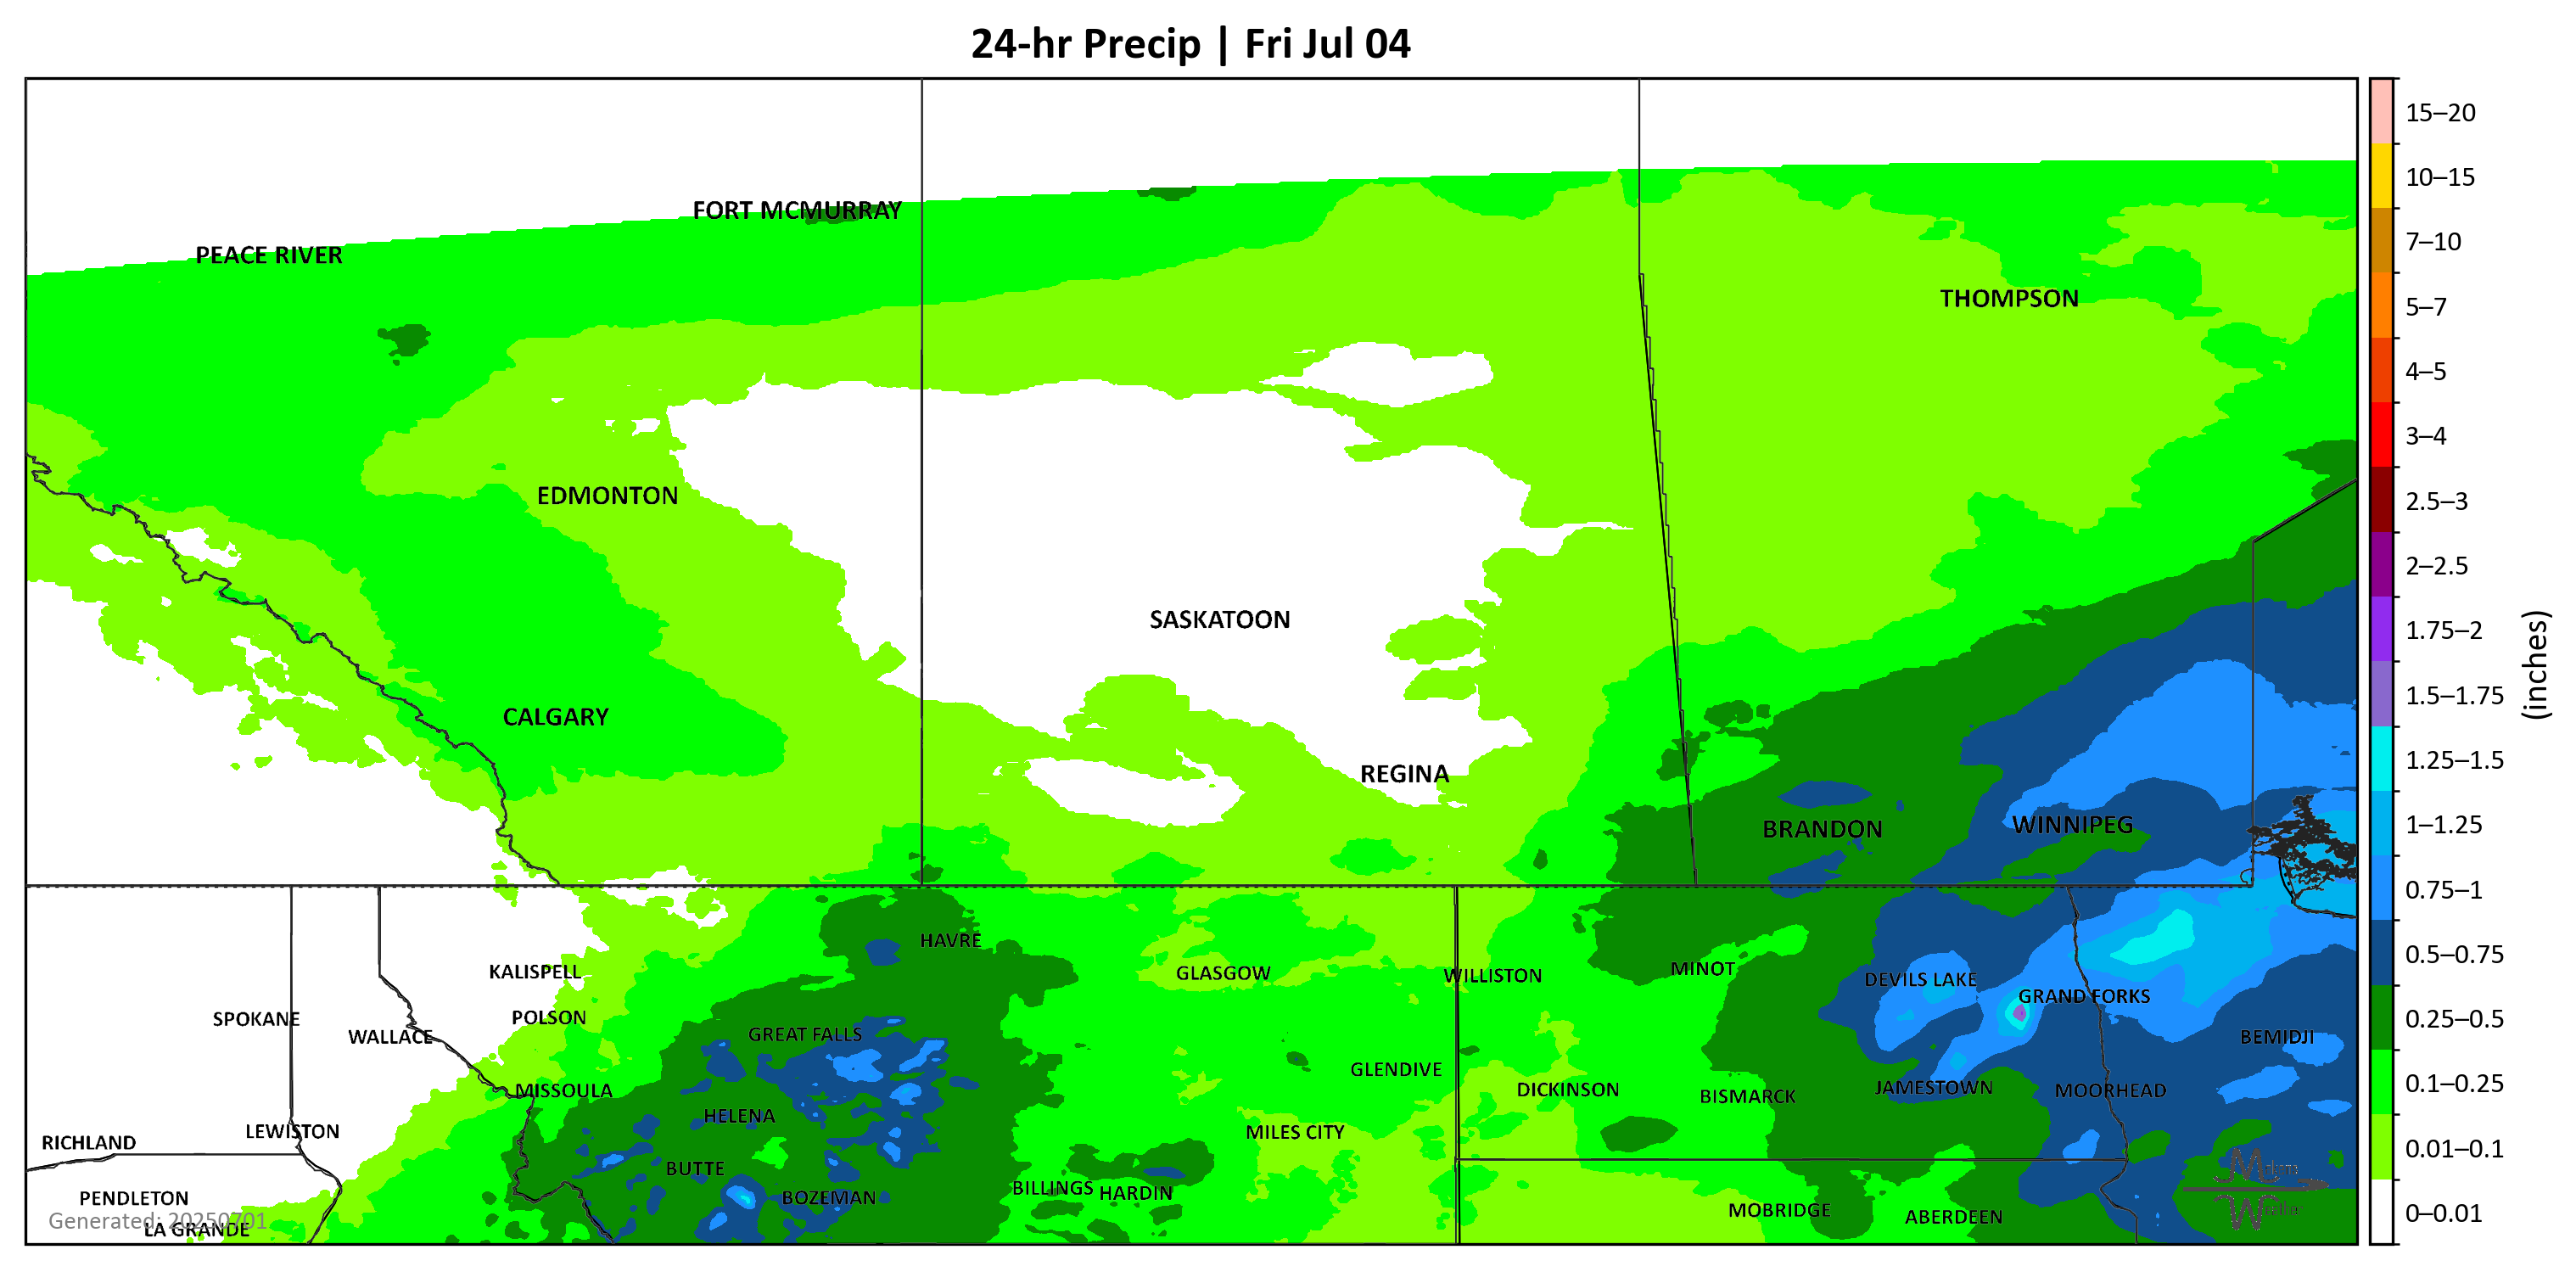 24-hr Precip | Fri Jul 04
FORT MCMURRAY
PEACE RIVER
THOMPSON
EDMONTON
SASKATOON
CALGARY
REGINA
WINNIPEG
BRANDON
HAVRE
KALISPELL
GLASGOW
WILLISTON
MINOT
DEVILS LAKE
GRAND FORKS
SPOKANE
POLSON
WALLACE
GREAT FALLS
BEMIDJI
GLENDIVE
MISSOULA
DICKINSON
BISMARCK
JAMESTOWN
MOORHEAD
HELENA
LEWISTON
MILES CITY
RICHLAND
BUTTE
BILLINGS
HARDIN
PENDLETON
BOZEMAN
MOBRIDGE
ABERDEEN
Generated: 20250701
LA GRANDE
15–20
10–15
7–10
5–7
4–5
3–4
2.5–3
2–2.5
1.75–2
1.5–1.75
1.25–1.5
1–1.25
0.75–1
0.5–0.75
0.25–0.5
0.1–0.25
0.01–0.1
0–0.01
(inches)